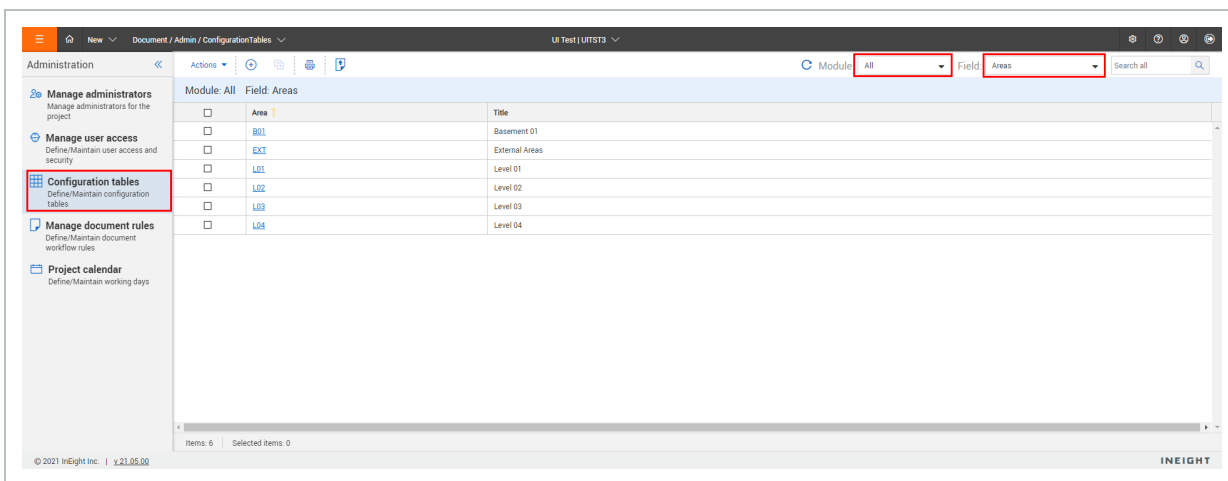 New
Document / Admin / ConfigurationTables
UI Test | UITST3
Administration
Actions
Module: All
Field: Areas
Search all
Manage administrators
Manage administrators for the
project
Manage user access
Define/Maintain user access and
security
Configuration tables
Define/Maintain configuration
tables
Manage document rules
Define/Maintain document
workflow rules
Project calendar
Define/Maintain working days
Module: All Field: Areas
Area Title
B01 Basement 01
EXT External Areas
L01 Level 01
L02 Level 02
L03 Level 03
L04 Level 04
Items: 6 Selected items: 0
© 2021 InEight Inc. | v 21.05.00
INEIGHT